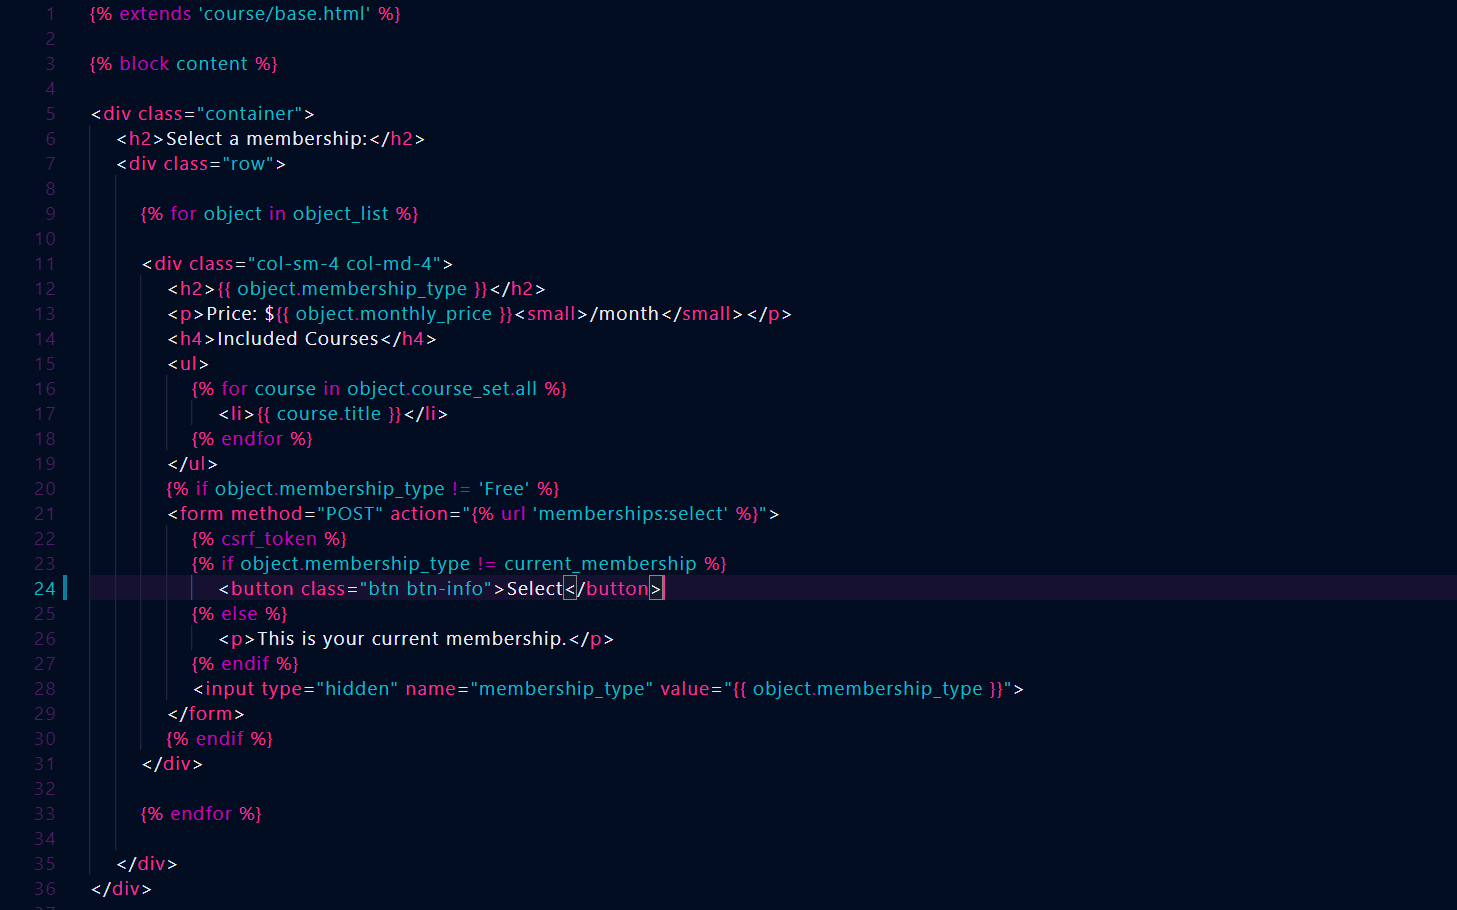 1 {% extends 'course/base.html' %}
2
3 {% block content %}
4
5 <div class="container">
6 <h2>Select a membership:</h2>
7 <div class="row">
8
9 {% for object in object_list %}
10
11 <div class="col-sm-4 col-md-4">
12 <h2>{{ object.membership_type }}</h2>
13 <p>Price: ${{ object.monthly_price }}<small>/month</small></p>
14 <h4>Included Courses</h4>
15 <ul>
16 {% for course in object.course_set.all %}
17 <li>{{ course.title }}</li>
18 {% endfor %}
19 </ul>
20 {% if object.membership_type != 'Free' %}
21 <form method="POST" action="{% url 'memberships:select' %}">
22 {% csrf_token %}
23 {% if object.membership_type != current_membership %}
24 <button class="btn btn-info">Select</button>
25 {% else %}
26 <p>This is your current membership.</p>
27 {% endif %}
28 <input type="hidden" name="membership_type" value="{{ object.membership_type }}">
29 </form>
30 {% endif %}
31 </div>
32
33 {% endfor %}
34
35 </div>
36 </div>